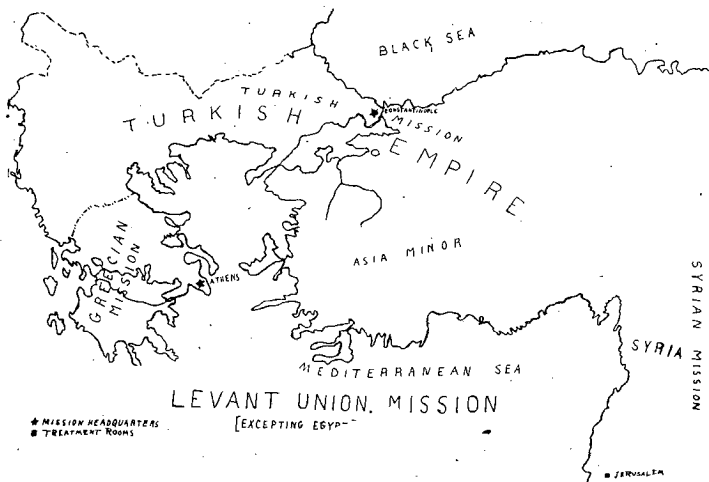 BLACK SEA
TURKISH MISSION
TURKISH EMPIRE
CONSTANTINOPLE
ASIA MINOR
GREECIAN MISSION
ATHENS
SYRIAN MISSION
SYRIA
MEDITERRANEAN SEA
LEVANT UNION. MISSION
[EXCEPTING EGYP
MISSION HEADQUARTERS
TREATMENT ROOMS
JERUSALEM